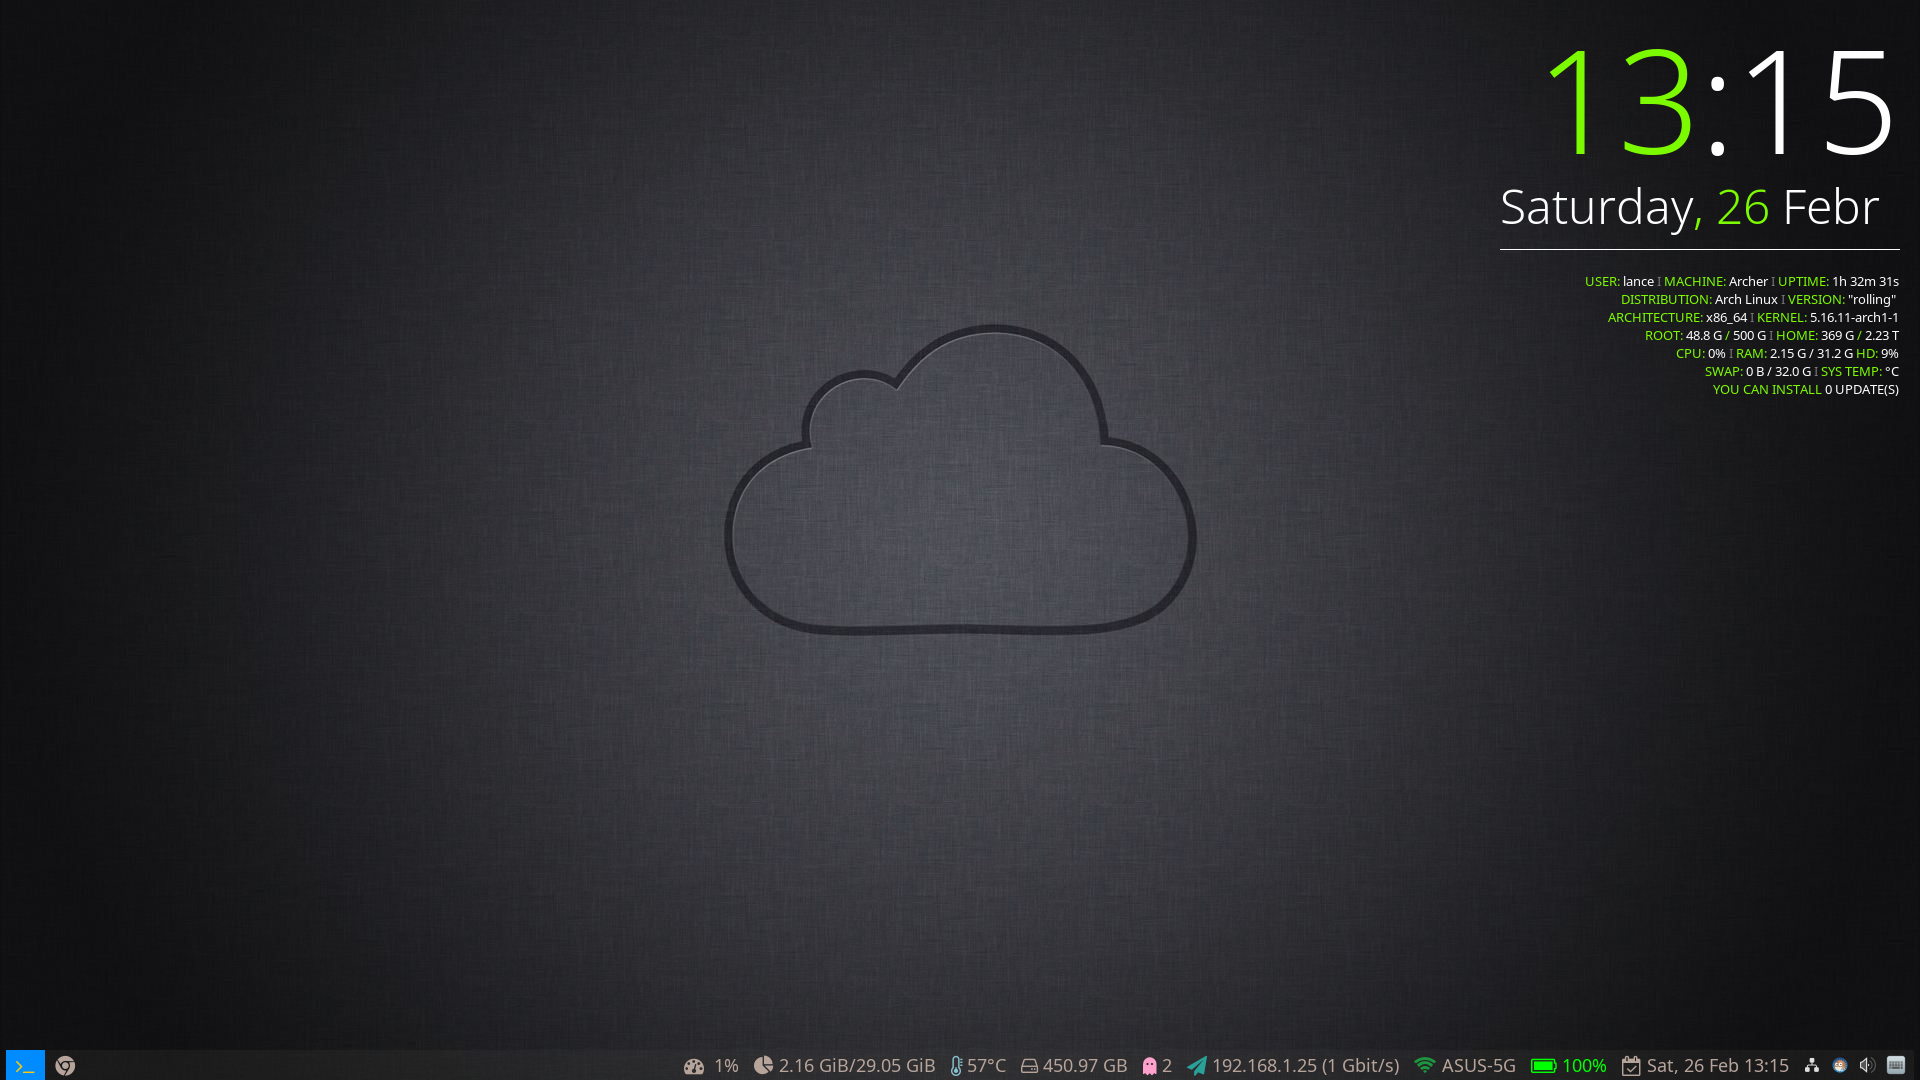 13:15
Saturday, 26 Febr
USER: lance I MACHINE: Archer I UPTIME: 1h 32m 31s
DISTRIBUTION: Arch Linux I VERSION: "rolling"
ARCHITECTURE: x86_64 I KERNEL: 5.16.11-arch1-1
ROOT: 48.8 G / 500 G I HOME: 369 G / 2.23 T
CPU: 0% I RAM: 2.15 G / 31.2 G HD: 9%
SWAP: 0 B / 32.0 G I SYS TEMP: °C
YOU CAN INSTALL 0 UPDATE(S)
>_ 1% 2.16 GiB/29.05 GiB 57°C 450.97 GB 2 192.168.1.25 (1 Gbit/s) ASUS-5G 100% Sat, 26 Feb 13:15